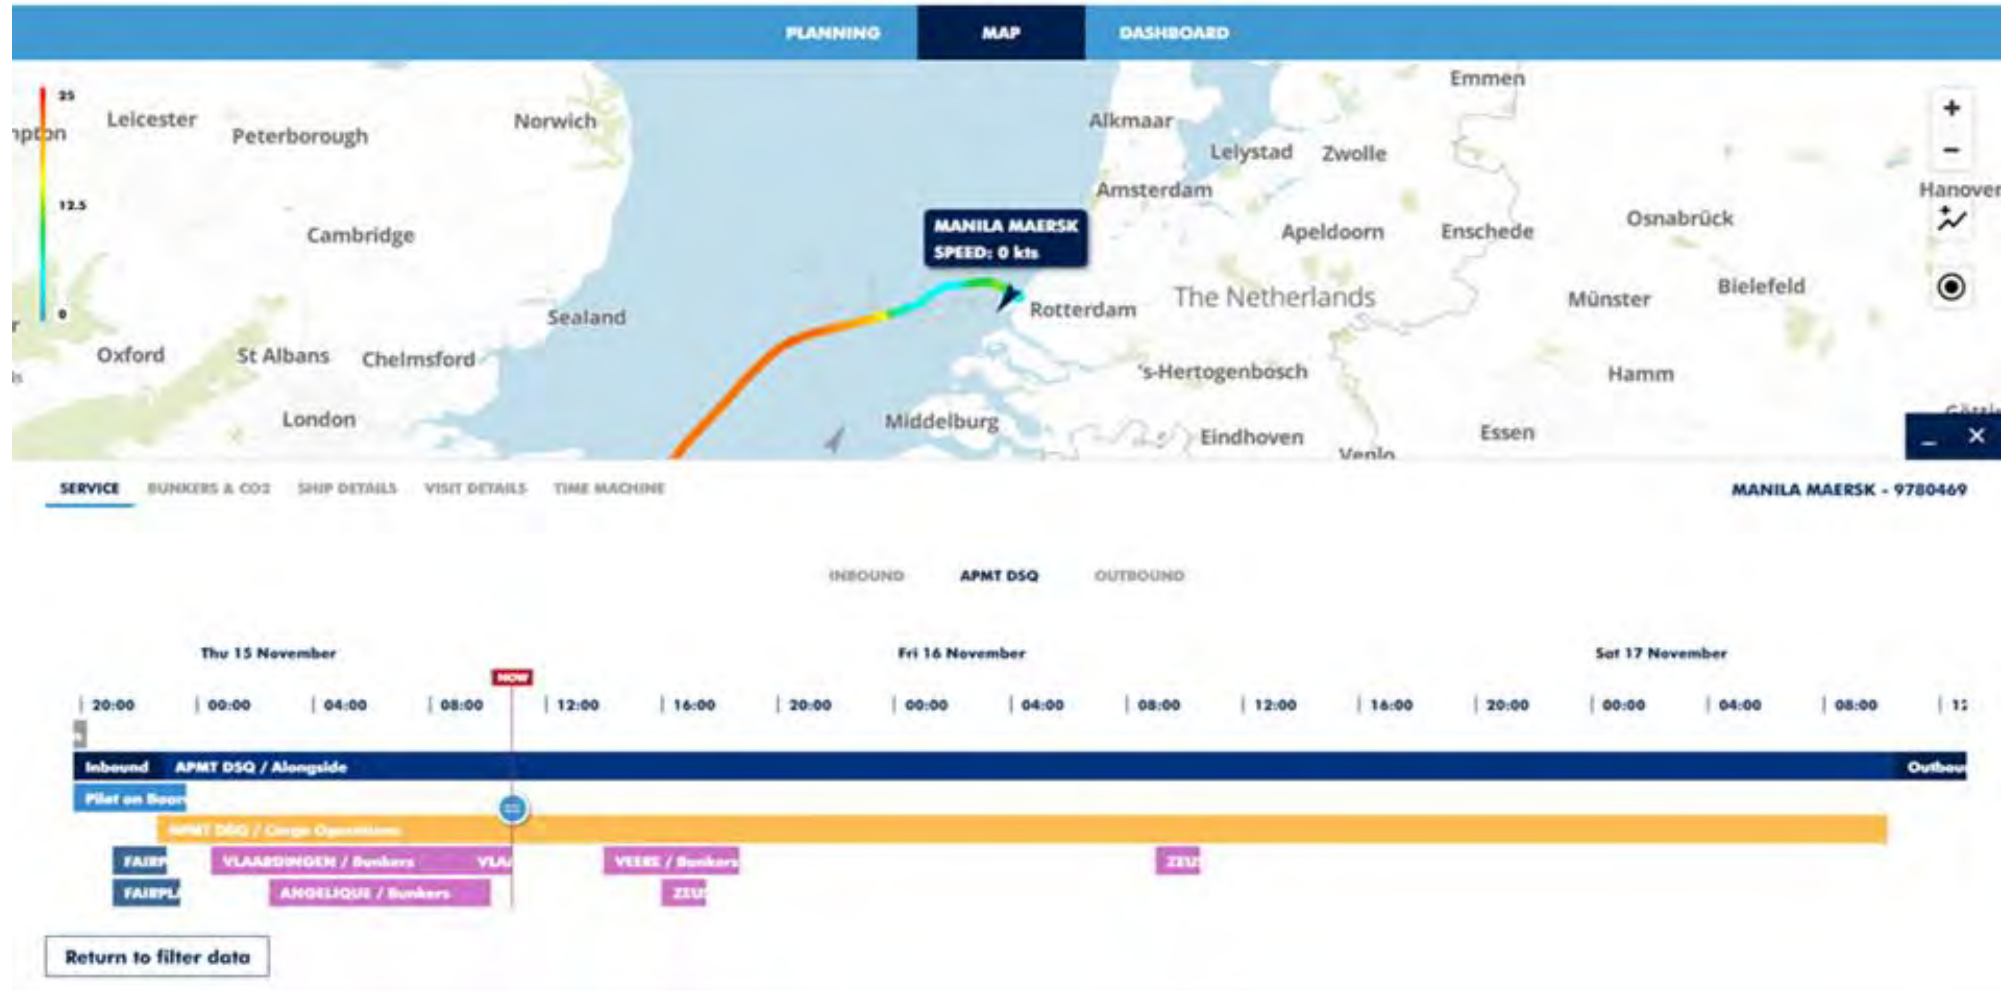 PLANNING MAP DASHBOARD
25
12.5
0
Leicester
Peterborough
Norwich
Cambridge
Sealand
Oxford
St Albans
Chelmsford
London
Alkmaar
Emmen
Lelystad
Zwolle
Amsterdam
Hanover
Osnabrück
Apeldoorn
Enschede
MANILA MAERSK
SPEED: 0 kts
The Netherlands
Rotterdam
Münster
Bielefeld
's-Hertogenbosch
Hamm
Middelburg
Eindhoven
Essen
Venlo
+
−
SERVICE BUNKERS & CO2 SHIP DETAILS VISIT DETAILS TIME MACHINE
MANILA MAERSK - 9780469
INBOUND APMT DSQ OUTBOUND
Thu 15 November Fri 16 November Sat 17 November
NOW
20:00 00:00 04:00 08:00 12:00 16:00 20:00 00:00 04:00 08:00 12:00 16:00 20:00 00:00 04:00 08:00
Inbound APMT DSQ / Alongside Outbou
Pilot on Boar
APMT DSQ / Cargo Operations
FAIRP VLAARDINGEN / Bunkers VLA VEERE / Bunkers ZEUS
FAIRPL ANGELIQUE / Bunkers ZEUS
Return to filter data